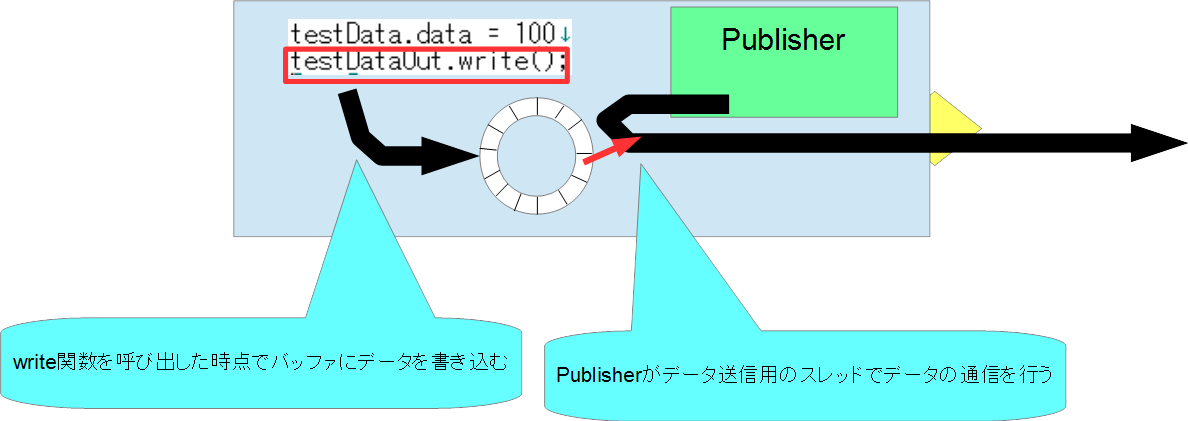 testData.data = 100↓
testDataOut.write();
Publisher
write関数を呼び出した時点でバッファにデータを書き込む
Publisherがデータ送信用のスレッドでデータの通信を行う